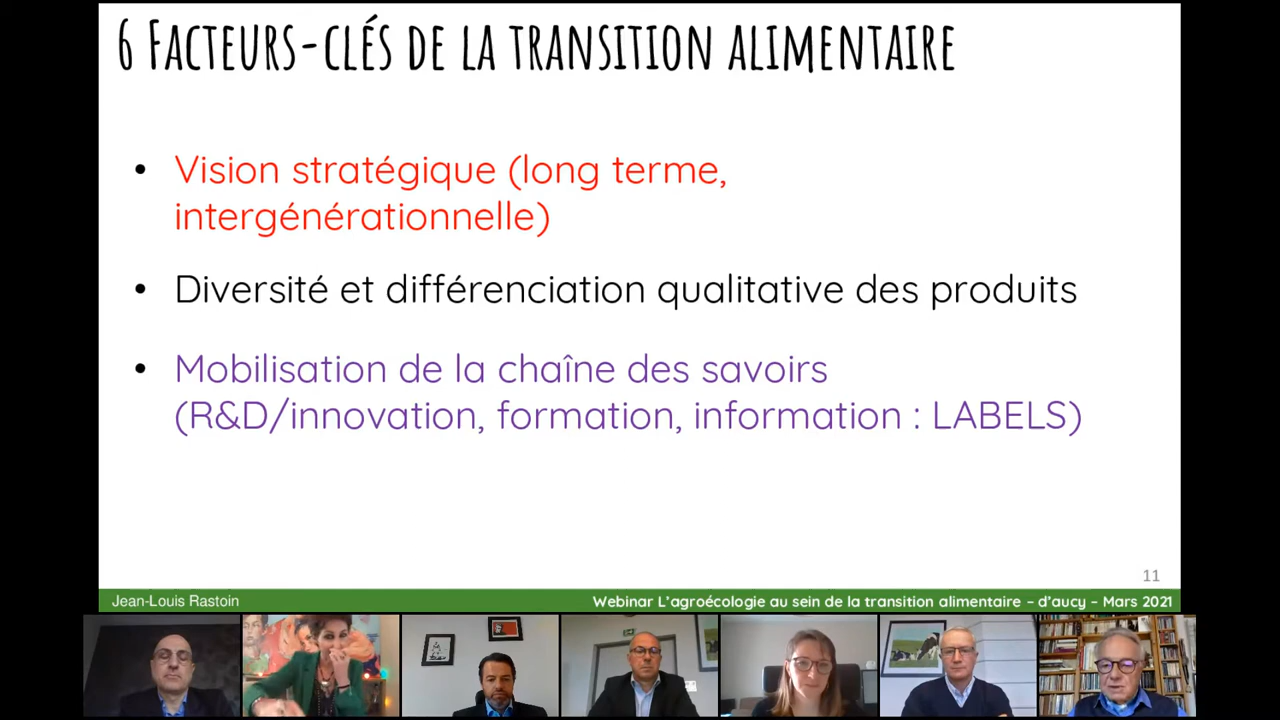 6 Facteurs-clés de la transition alimentaire
• Vision stratégique (long terme,
intergénérationnelle)
• Diversité et différenciation qualitative des produits
• Mobilisation de la chaîne des savoirs
(R&D/innovation, formation, information : LABELS)
11
Jean-Louis Rastoin
Webinar L'agroécologie au sein de la transition alimentaire – d'aucy – Mars 2021